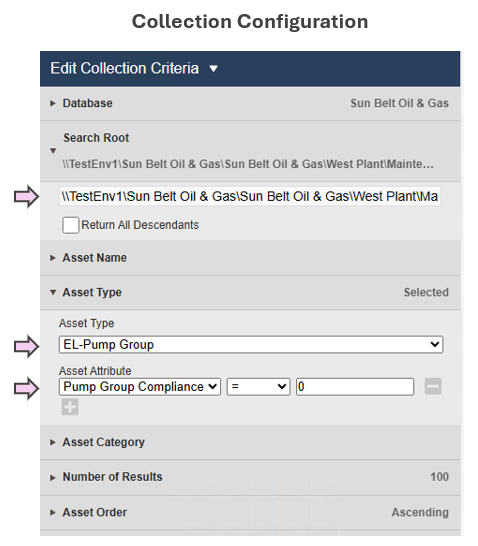 Collection Configuration
Edit Collection Criteria
Database Sun Belt Oil & Gas
Search Root
\\TestEnv1\Sun Belt Oil & Gas\Sun Belt Oil & Gas\West Plant\Mainte...
\\TestEnv1\Sun Belt Oil & Gas\Sun Belt Oil & Gas\West Plant\Ma
Return All Descendants
Asset Name
Asset Type Selected
Asset Type
EL-Pump Group
Asset Attribute
Pump Group Compliance = 0
Asset Category
Number of Results 100
Asset Order Ascending